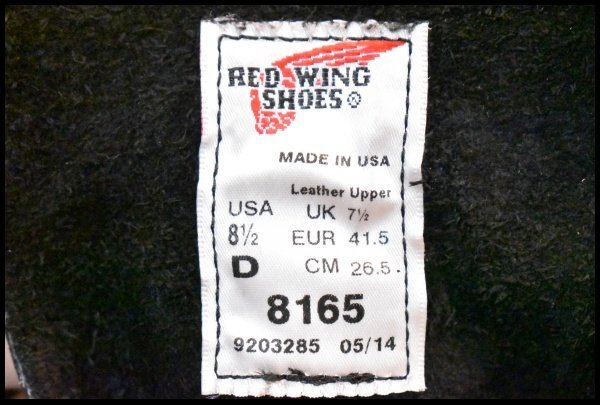 RED WING
SHOES®
MADE IN USA
Leather Upper
USA UK 7½
8½ EUR 41.5
D CM 26.5
8165
9203285 05/14